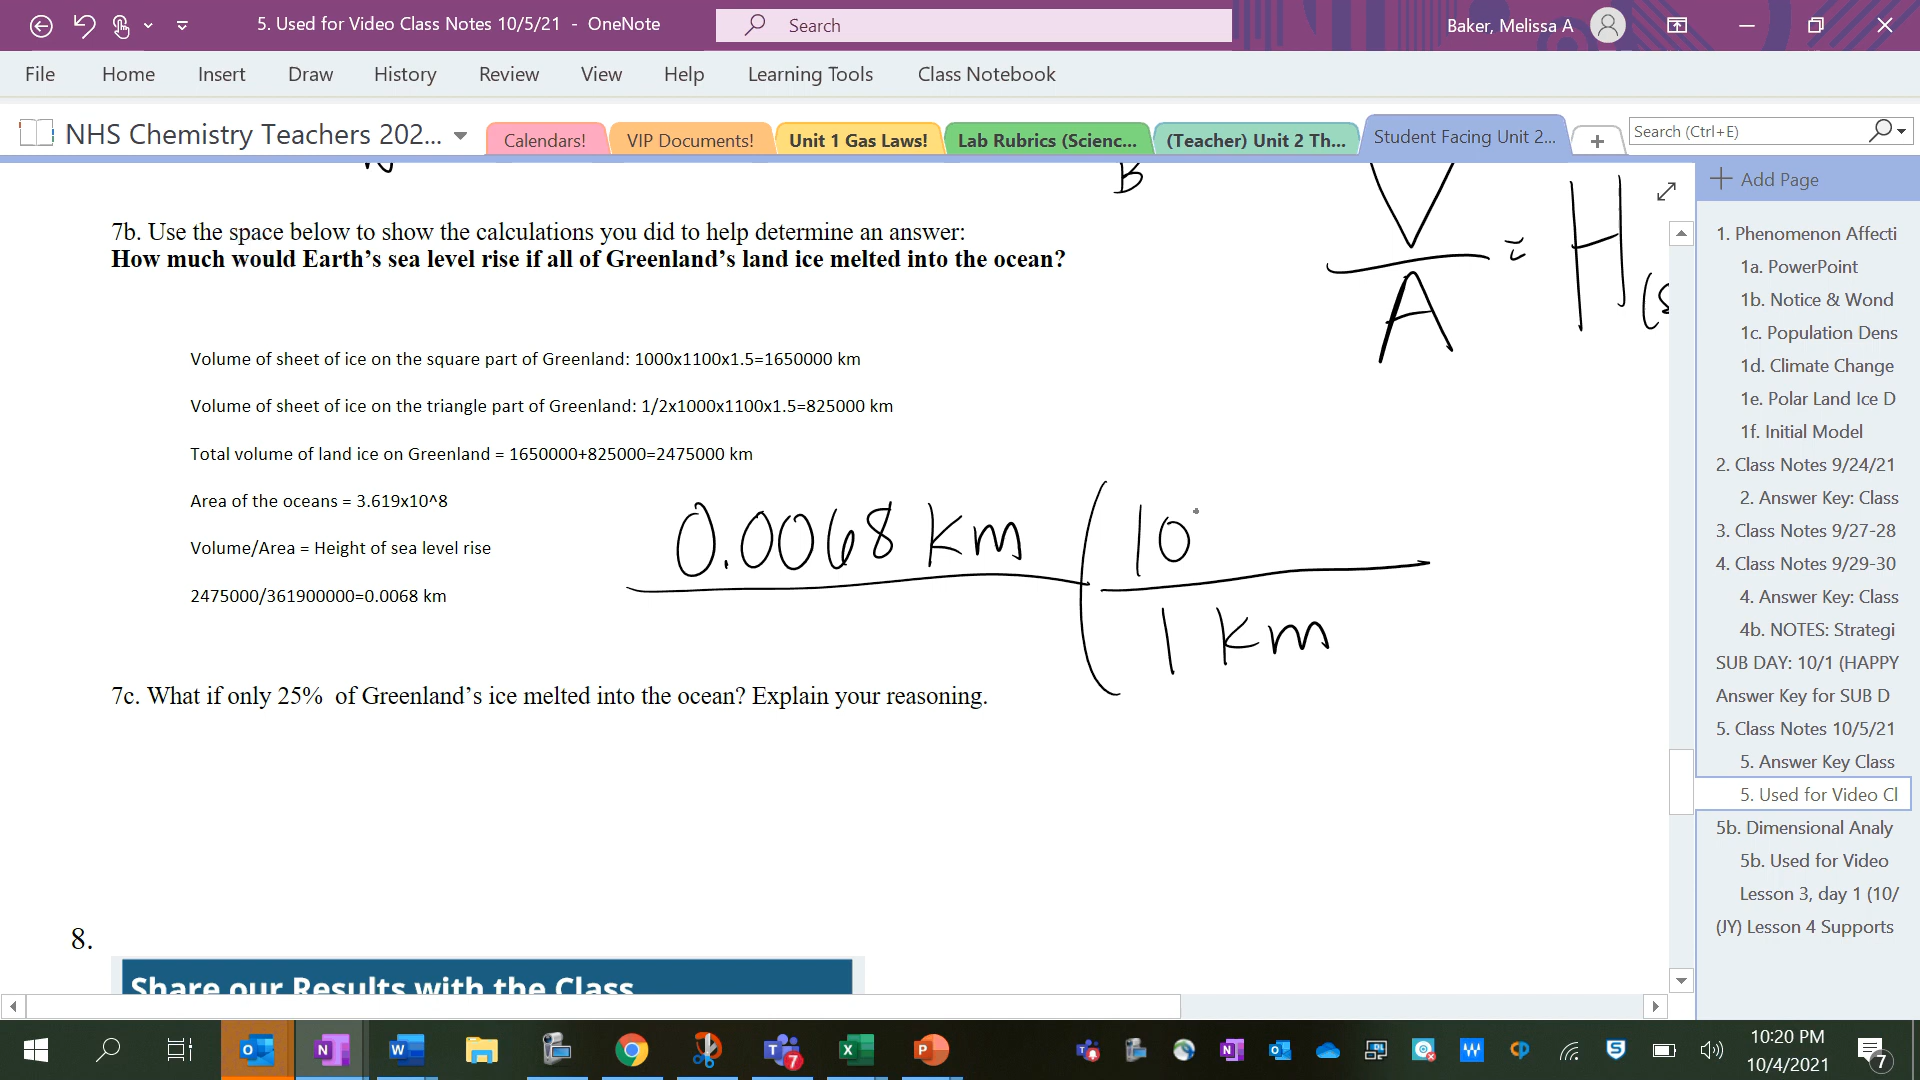 5. Used for Video Class Notes 10/5/21 - OneNote
Search
Baker, Melissa A
File Home Insert Draw History Review View Help Learning Tools Class Notebook
NHS Chemistry Teachers 202...
Calendars!
VIP Documents!
Unit 1 Gas Laws!
Lab Rubrics (Scienc...
(Teacher) Unit 2 Th...
Student Facing Unit 2...
Search (Ctrl+E)
B
7b. Use the space below to show the calculations you did to help determine an answer:
How much would Earth's sea level rise if all of Greenland's land ice melted into the ocean?
V
A
= H
Volume of sheet of ice on the square part of Greenland: 1000x1100x1.5=1650000 km
Volume of sheet of ice on the triangle part of Greenland: 1/2x1000x1100x1.5=825000 km
Total volume of land ice on Greenland = 1650000+825000=2475000 km
Area of the oceans = 3.619x10^8
Volume/Area = Height of sea level rise
2475000/361900000=0.0068 km
0.0068 km
10
1 km
7c. What if only 25% of Greenland's ice melted into the ocean? Explain your reasoning.
8.
Share our Results with the Class
Add Page
1. Phenomenon Affecti
1a. PowerPoint
1b. Notice & Wond
1c. Population Dens
1d. Climate Change
1e. Polar Land Ice D
1f. Initial Model
2. Class Notes 9/24/21
2. Answer Key: Class
3. Class Notes 9/27-28
4. Class Notes 9/29-30
4. Answer Key: Class
4b. NOTES: Strategi
SUB DAY: 10/1 (HAPPY
Answer Key for SUB D
5. Class Notes 10/5/21
5. Answer Key Class
5. Used for Video Cl
5b. Dimensional Analy
5b. Used for Video
Lesson 3, day 1 (10/
(JY) Lesson 4 Supports
7
10:20 PM
10/4/2021
7